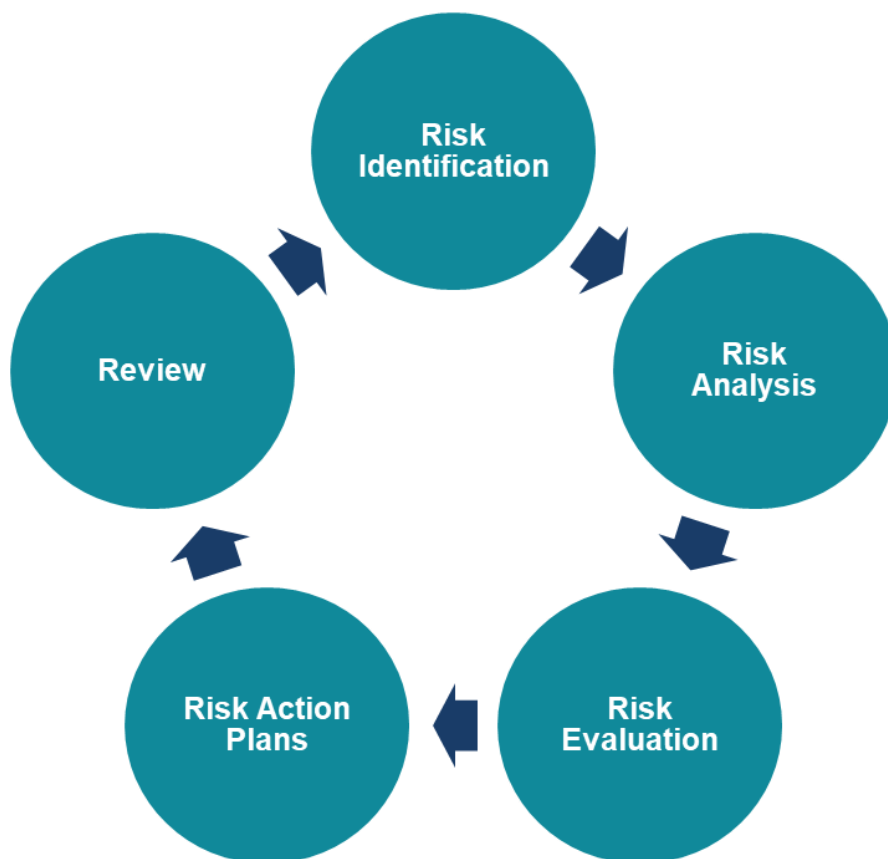 Risk
Identification
Risk
Analysis
Risk
Evaluation
Risk Action
Plans
Review